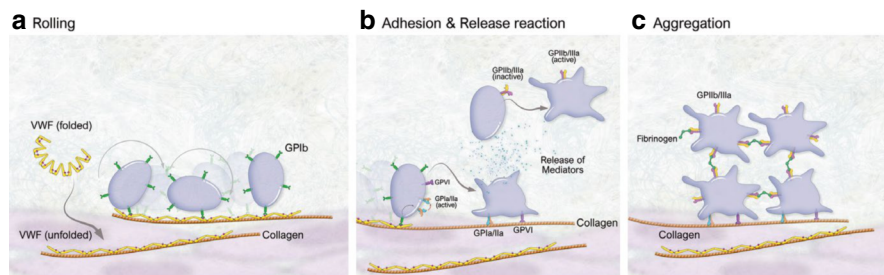 a Rolling
VWF (folded)
GPIb
VWF (unfolded)
Collagen
b Adhesion & Release reaction
GPIIb/IIIa
(inactive)
GPIIb/IIIa
(active)
Release of
Mediators
GPVI
GPIa/IIa
(active)
Collagen
GPIa/IIa
GPVI
c Aggregation
GPIIb/IIIa
Fibrinogen
Collagen